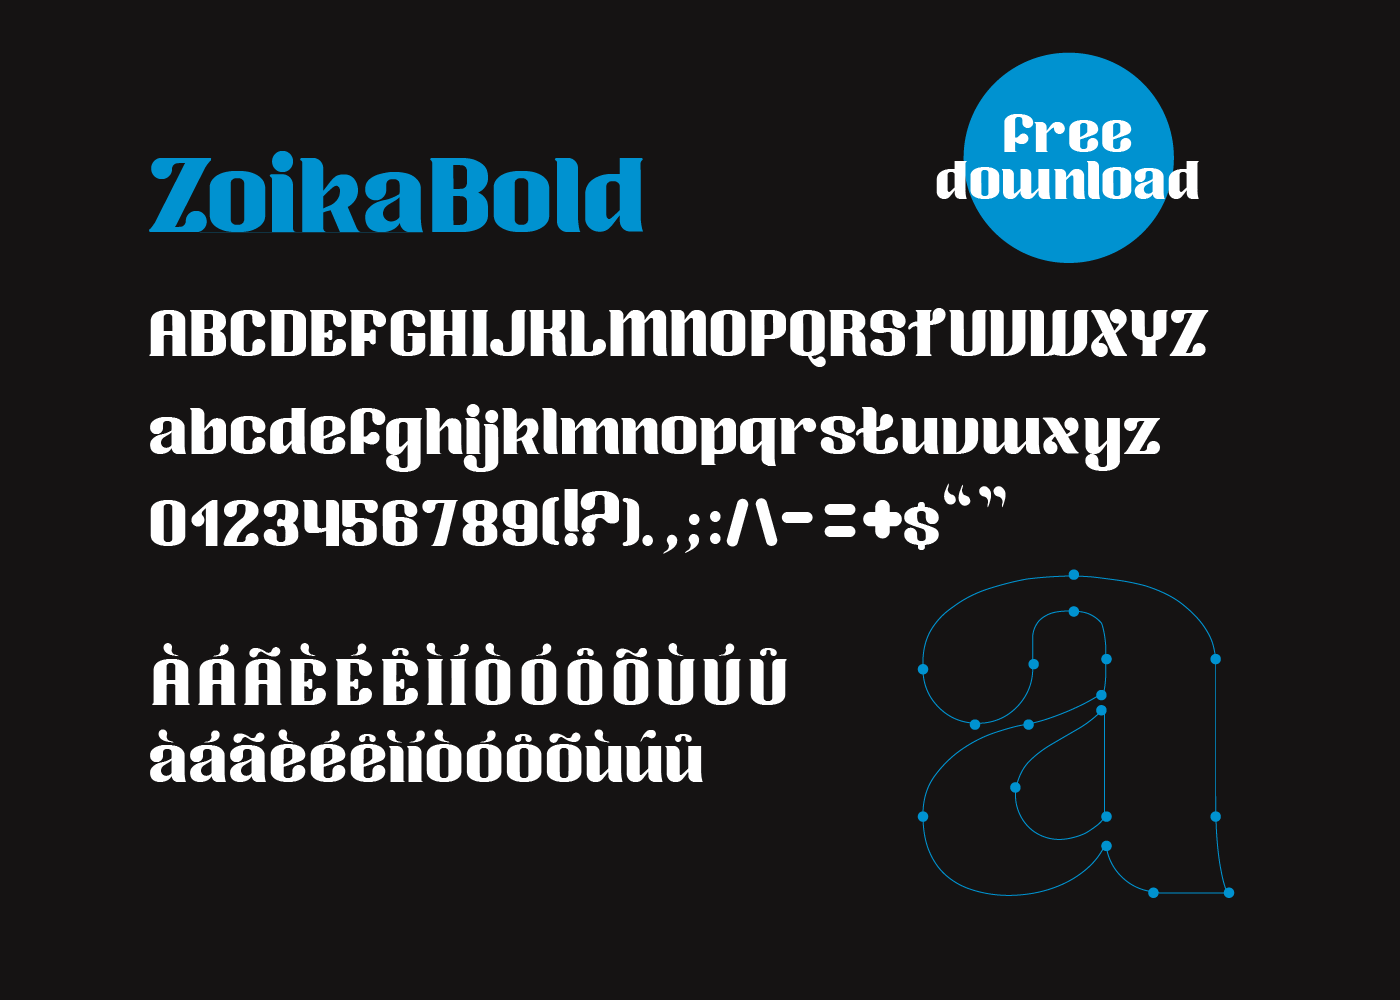 ZoikaBold
free
download
ABCDEFGHIJKLMNOPQRSTUVWXYZ
abcdefghijklmnopqrstuvwxyz
0123456789(!?).,;:/\-=+$“”
ÀÁÃÈÉÊÌÍÒÓÔÕÙÚÛ
àáãèéêìíòóôõùúû
a